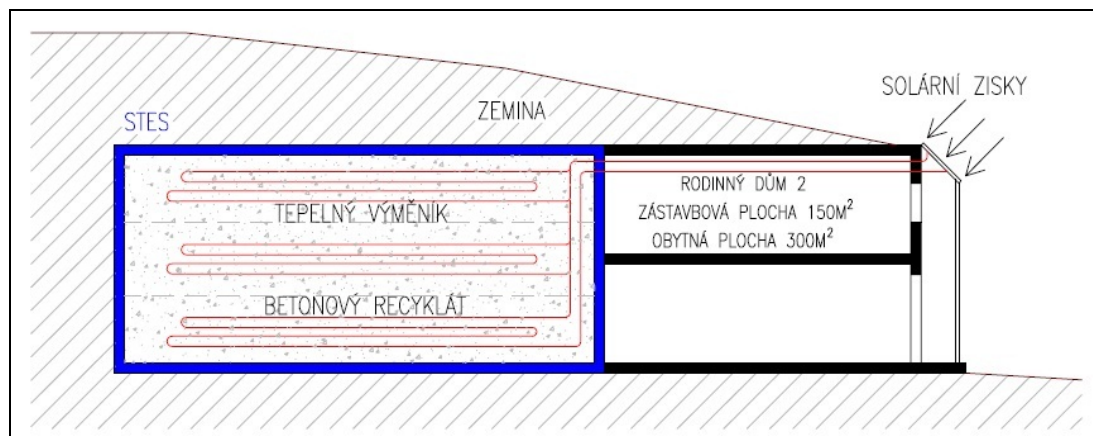 SOLÁRNÍ ZISKY
ZEMINA
STES
RODINNÝ DŮM 2
ZÁSTAVBOVÁ PLOCHA 150M²
OBYTNÁ PLOCHA 300M²
TEPELNÝ VÝMĚNÍK
BETONOVÝ RECYKLÁT